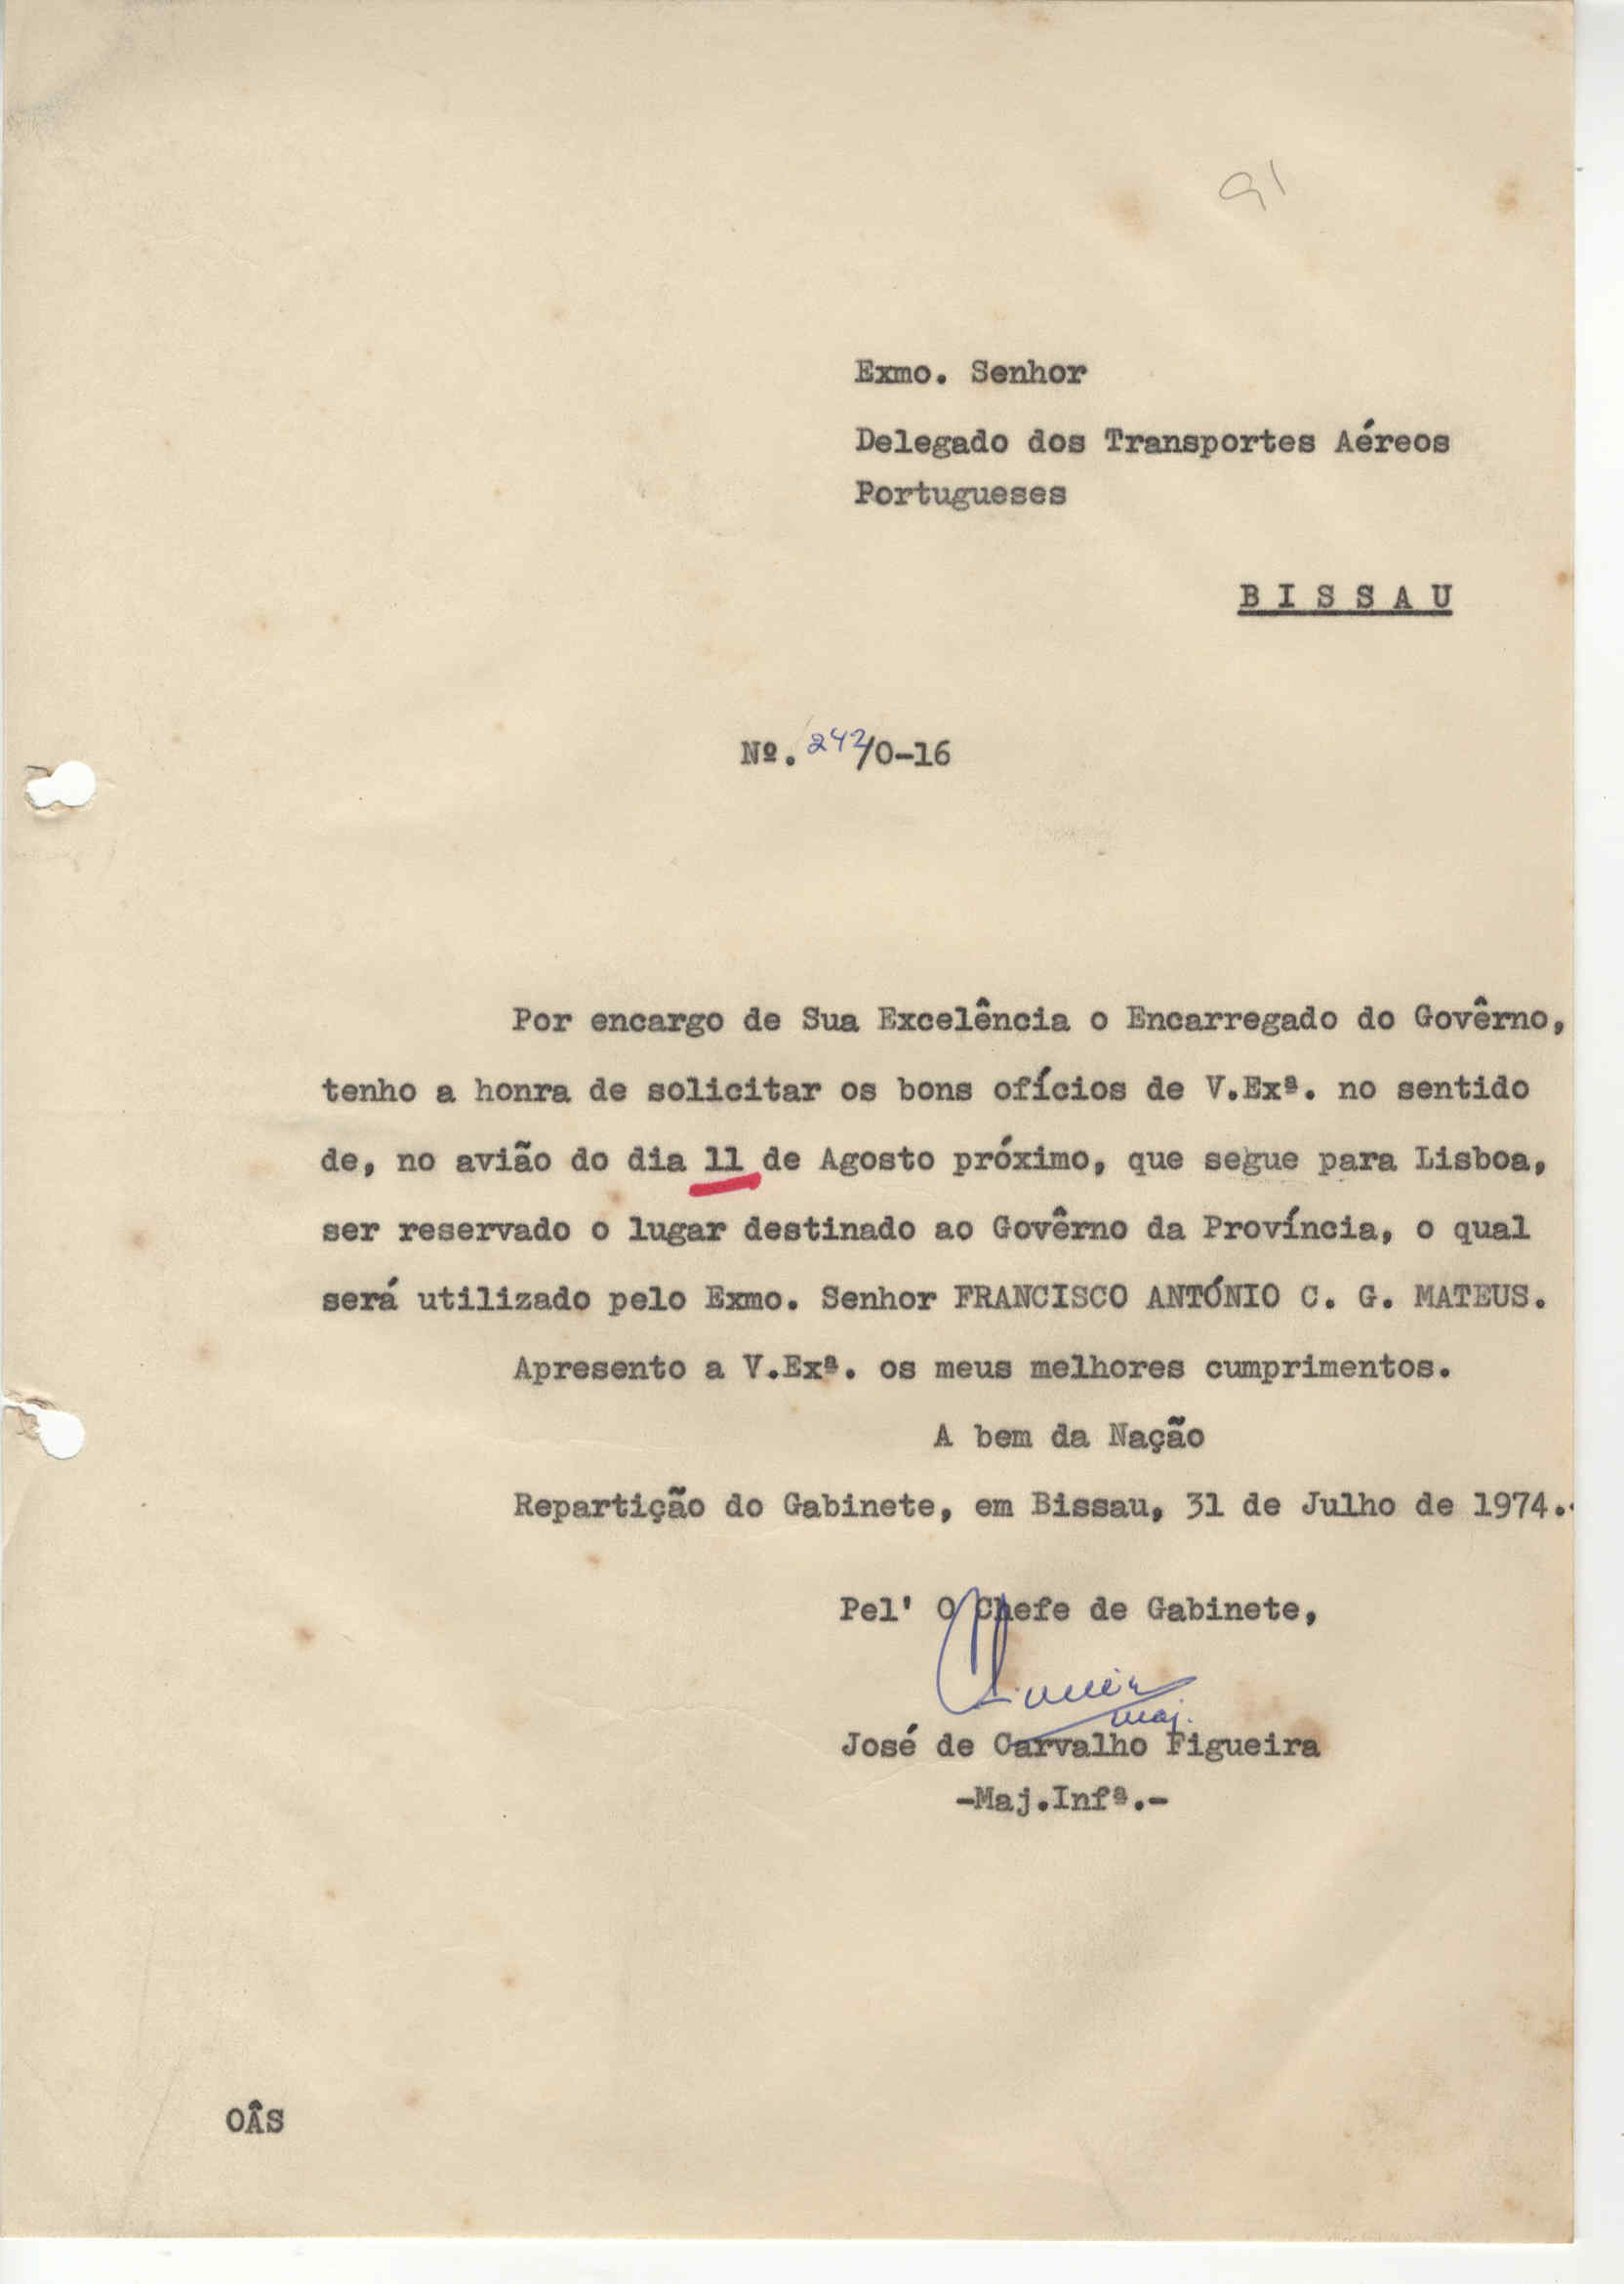 91
Exmo. Senhor
Delegado dos Transportes Aéreos
Portugueses
B I S S A U
Nº. 242/0-16
Por encargo de Sua Excelência o Encarregado do Govêrno,
tenho a honra de solicitar os bons ofícios de V.Exª. no sentido
de, no avião do dia 11 de Agosto próximo, que segue para Lisboa,
ser reservado o lugar destinado ao Govêrno da Província, o qual
será utilizado pelo Exmo. Senhor FRANCISCO ANTÓNIO C. G. MATEUS.
Apresento a V.Exª. os meus melhores cumprimentos.
A bem da Nação
Repartição do Gabinete, em Bissau, 31 de Julho de 1974..
Pel' O Chefe de Gabinete,
maj.
José de Carvalho Figueira
-Maj.Infª.-
OÂS